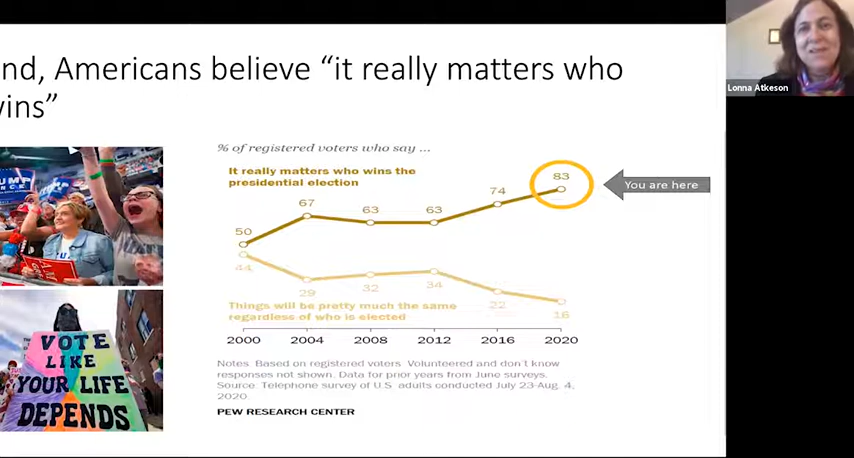 nd, Americans believe “it really matters who
ins”
Lonna Atkeson
% of registered voters who say ...
It really matters who wins the
presidential election
50
67
63
63
74
83
You are here
44
29
32
34
22
16
Things will be pretty much the same
regardless of who is elected
2000 2004 2008 2012 2016 2020
Notes. Based on registered voters. Volunteered and don't know
responses not shown. Data for prior years from June surveys.
Source: Telephone survey of U.S. adults conducted July 23-Aug. 4,
2020.
PEW RESEARCH CENTER
VOTE
LIKE
YOUR LIFE
DEPENDS